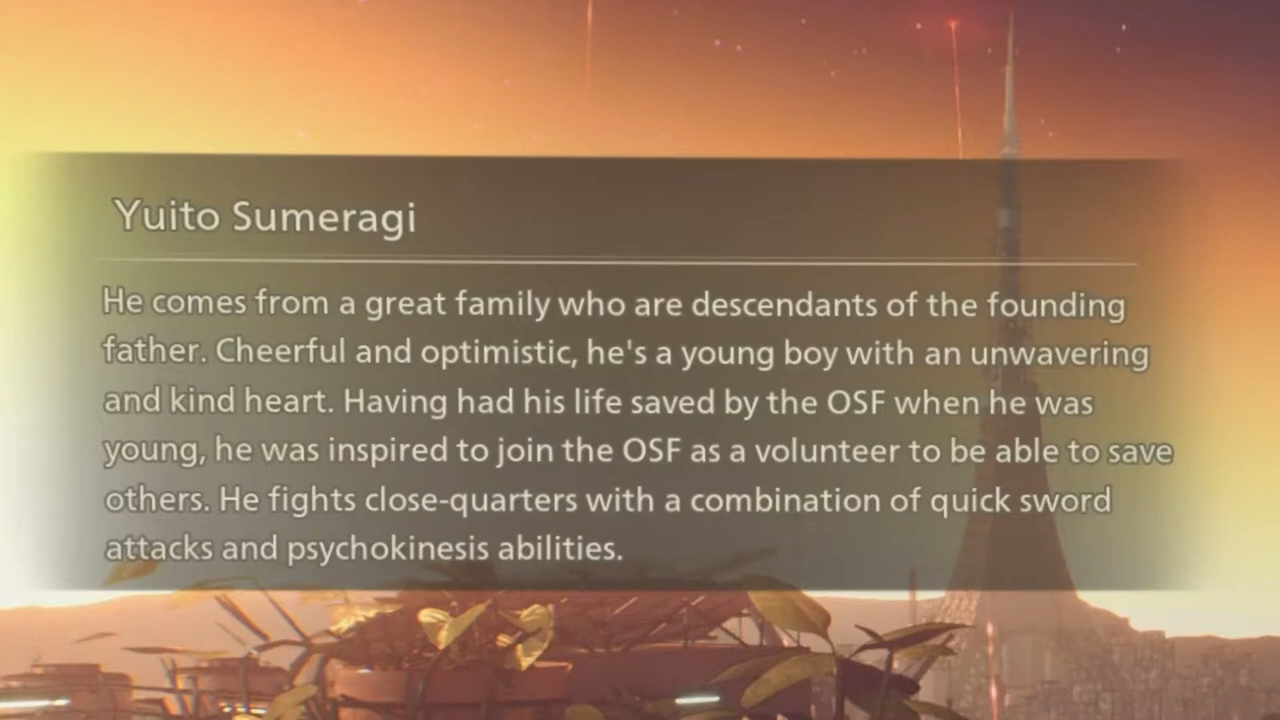 Yuito Sumeragi
He comes from a great family who are descendants of the founding
father. Cheerful and optimistic, he's a young boy with an unwavering
and kind heart. Having had his life saved by the OSF when he was
young, he was inspired to join the OSF as a volunteer to be able to save
others. He fights close-quarters with a combination of quick sword
attacks and psychokinesis abilities.